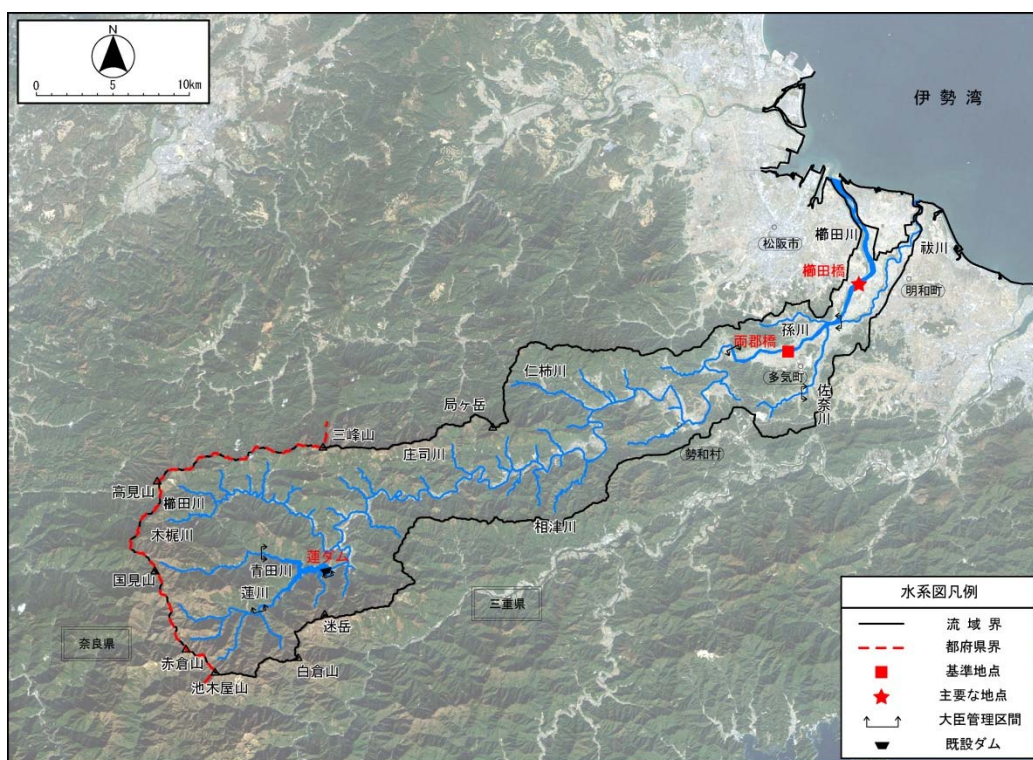 N
0
5
10km
伊勢湾
櫛田川
祓川
松阪市
櫛田橋
明和町
孫川
両郡橋
多気町
佐奈川
仁柿川
局ヶ岳
三峰山
庄司川
勢和村
高見山
櫛田川
木梶川
相津川
蓮ダム
青田川
国見山
蓮川
三重県
迷岳
奈良県
赤倉山
白倉山
池木屋山
水系図凡例
流域界
都府県界
基準地点
主要な地点
大臣管理区間
既設ダム